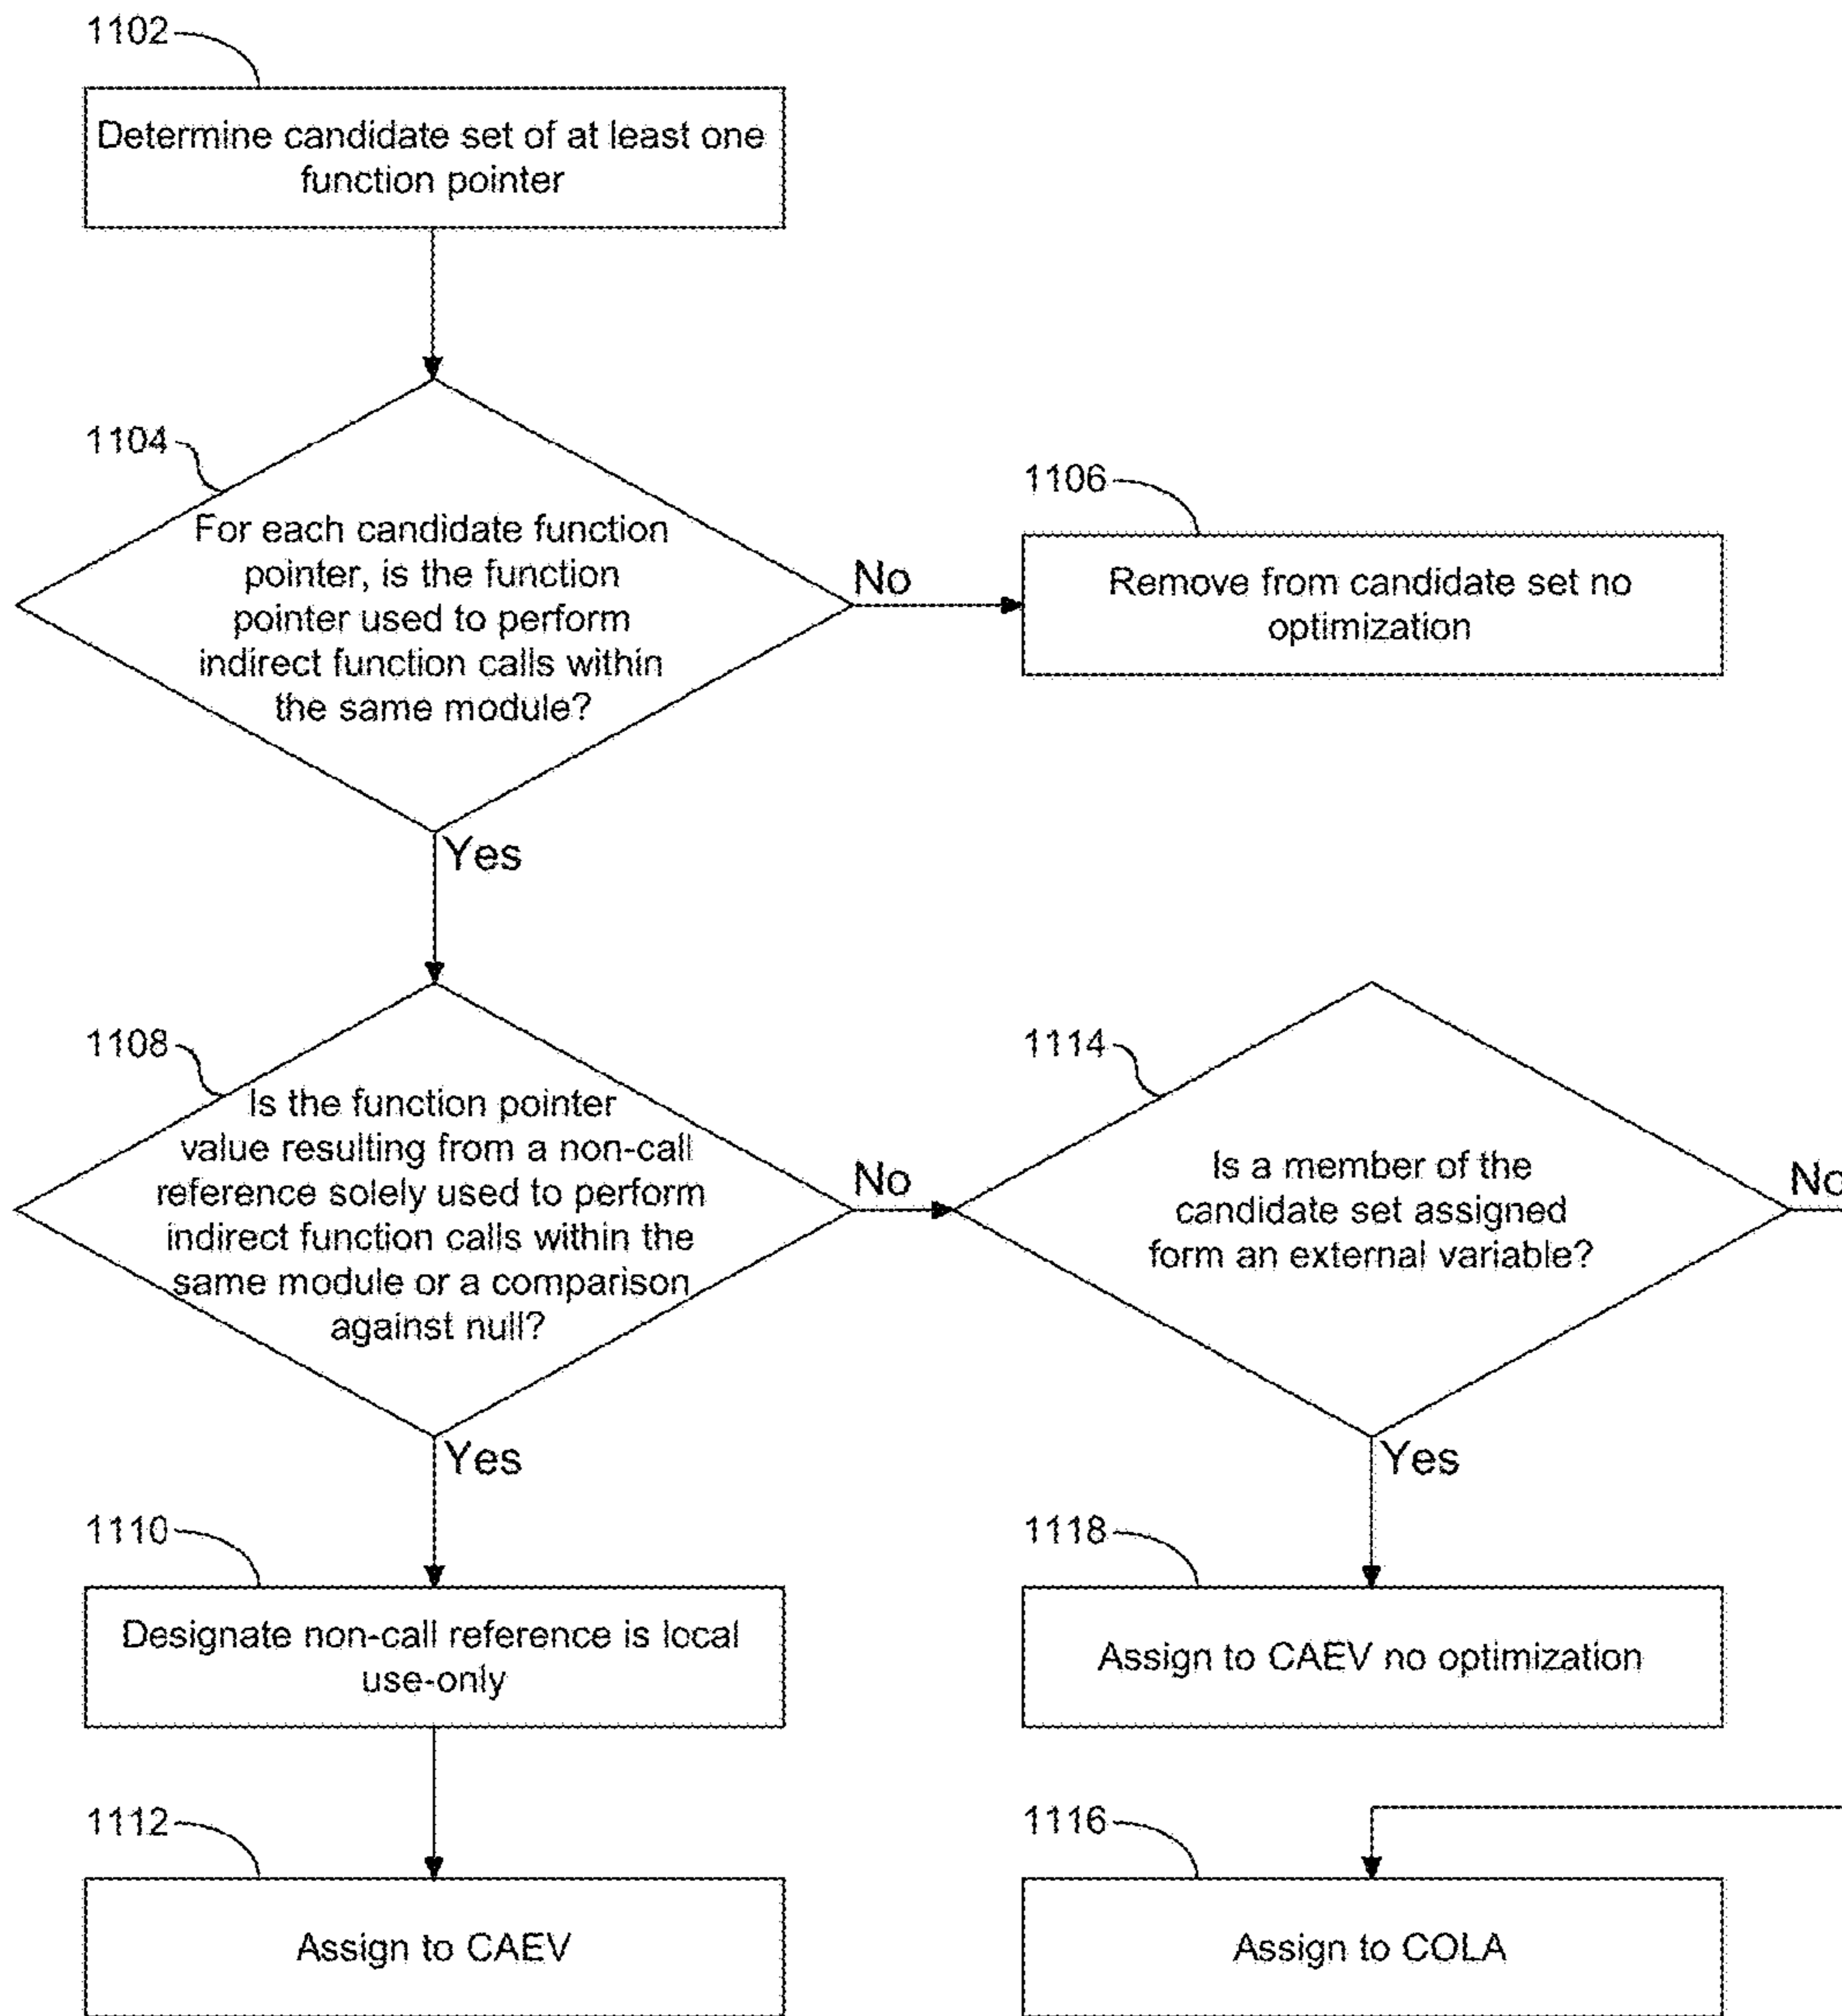 1102
Determine candidate set of at least one
function pointer
1104
For each candidate function
pointer, is the function
pointer used to perform
indirect function calls within
the same module?
No
1106
Remove from candidate set no
optimization
Yes
1108
Is the function pointer
value resulting from a non-call
reference solely used to perform
indirect function calls within the
same module or a comparison
against null?
No
1114
Is a member of the
candidate set assigned
form an external variable?
No
Yes
Yes
1110
Designate non-call reference is local
use-only
1118
Assign to CAEV no optimization
1112
Assign to CAEV
1116
Assign to COLA